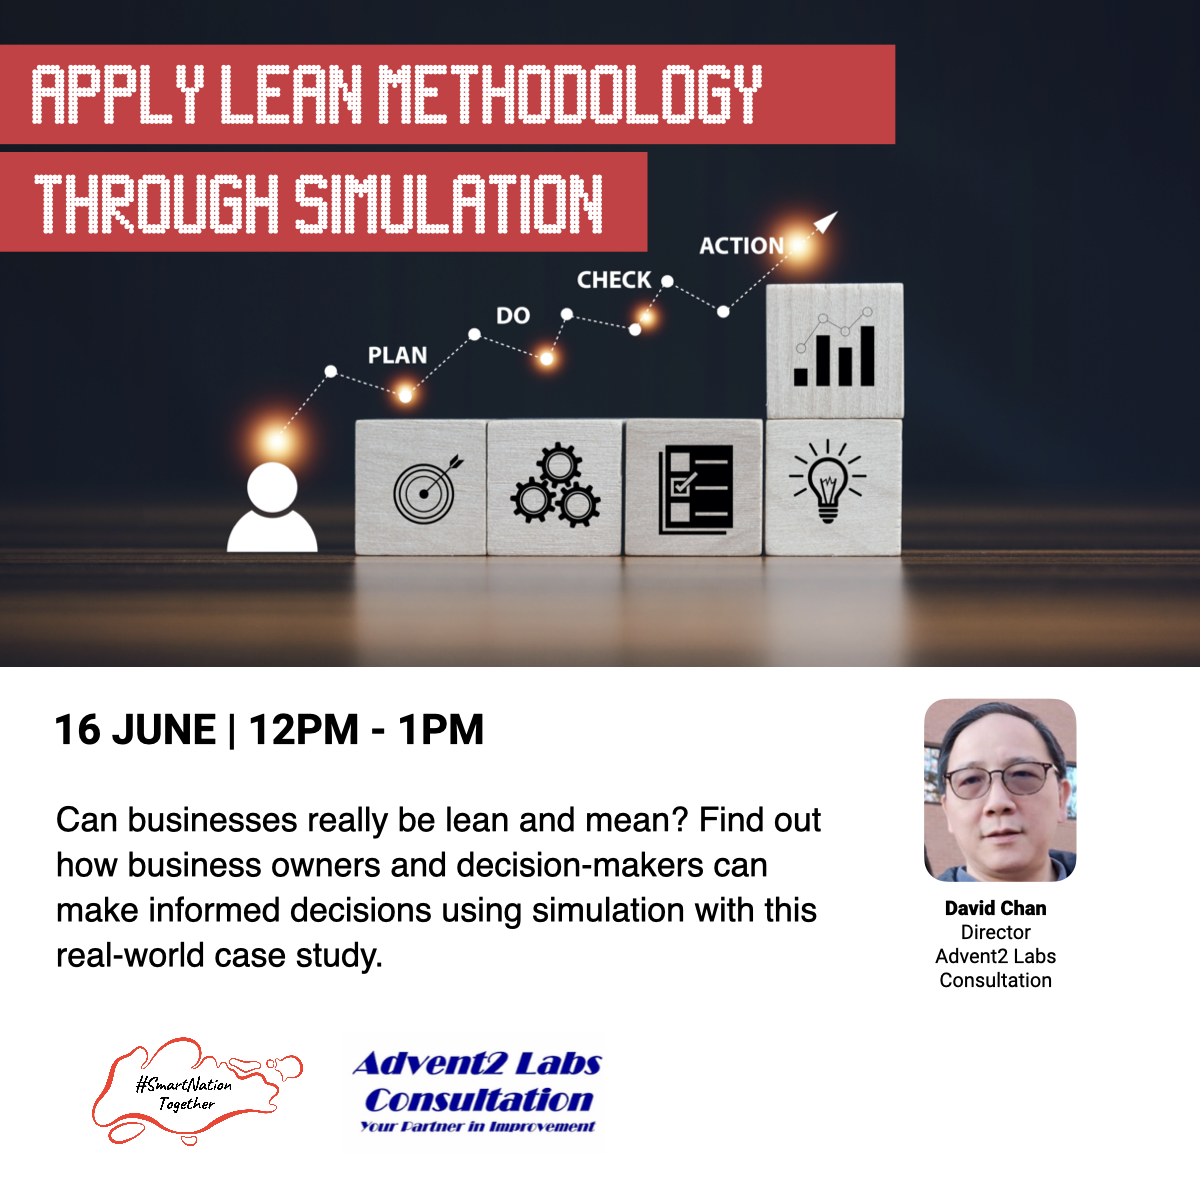 APPLY LEAN METHODOLOGY
THROUGH SIMULATION
ACTION
CHECK
DO
PLAN
16 JUNE | 12PM - 1PM
Can businesses really be lean and mean? Find out
how business owners and decision-makers can
make informed decisions using simulation with this
real-world case study.
David Chan
Director
Advent2 Labs
Consultation
#SmartNation
Together
Advent2 Labs
Consultation
Your Partner in Improvement